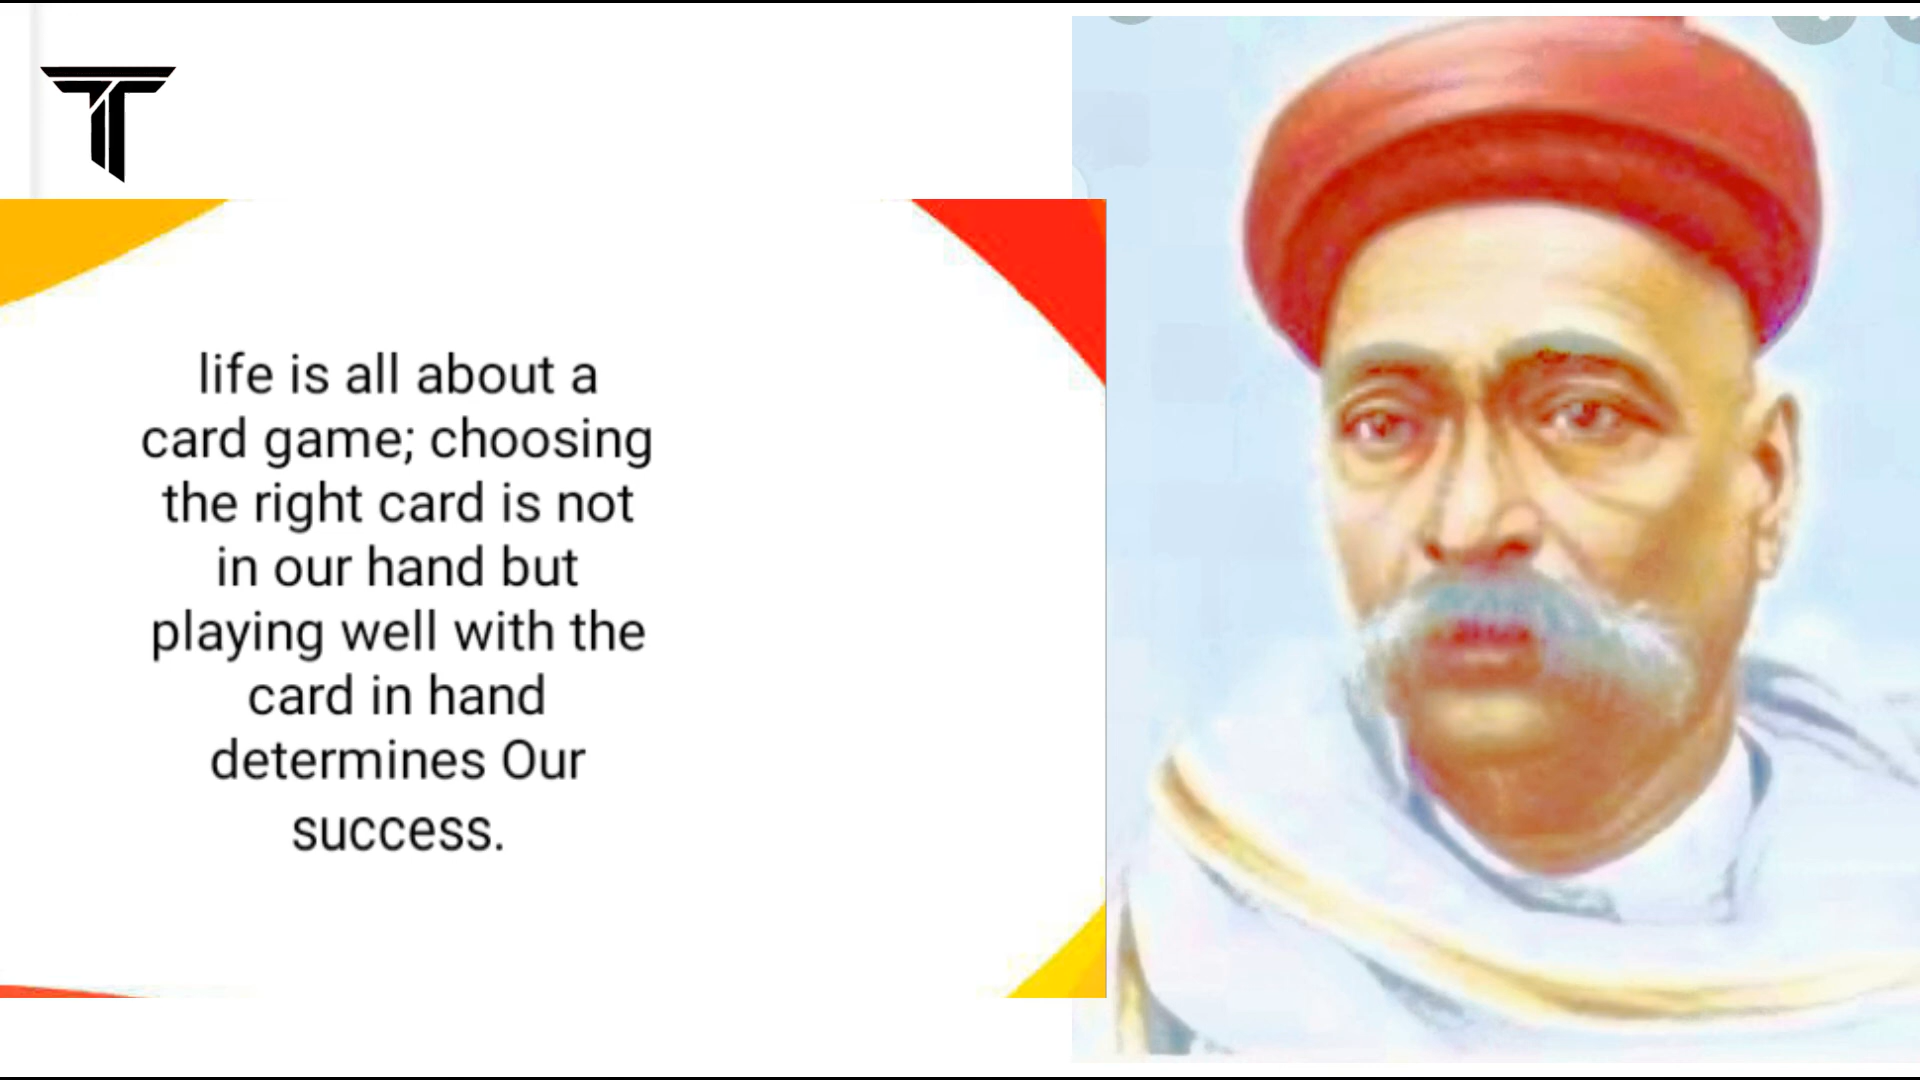 life is all about a
card game; choosing
the right card is not
in our hand but
playing well with the
card in hand
determines Our
success.